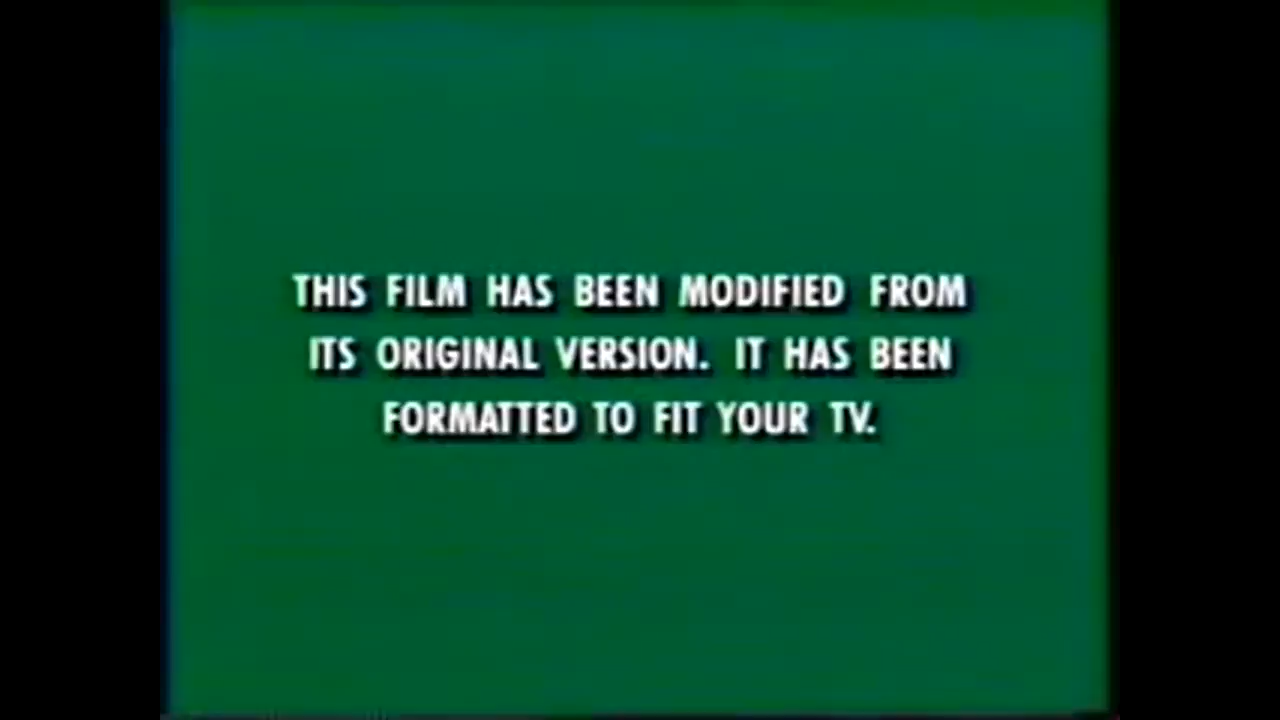 THIS FILM HAS BEEN MODIFIED FROM
ITS ORIGINAL VERSION. IT HAS BEEN
FORMATTED TO FIT YOUR TV.